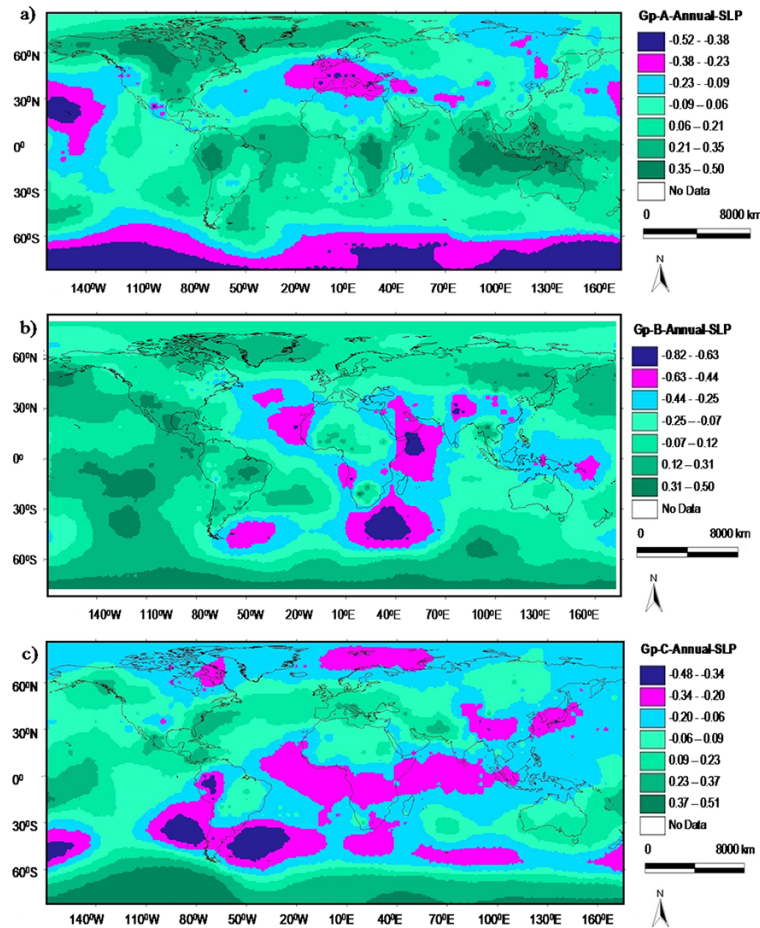 a)
60⁰N
30⁰N
0⁰
30⁰S
60⁰S
140⁰W 110⁰W 80⁰W 50⁰W 20⁰W 10⁰E 40⁰E 70⁰E 100⁰E 130⁰E 160⁰E
Gp-A-Annual-SLP
-0.52 - -0.38
-0.38 - -0.23
-0.23 - -0.09
-0.09 – 0.06
0.06 – 0.21
0.21 – 0.35
0.35 – 0.50
No Data
0 8000 km
N
b)
60⁰N
30⁰N
0⁰
30⁰S
60⁰S
140⁰W 110⁰W 80⁰W 50⁰W 20⁰W 10⁰E 40⁰E 70⁰E 100⁰E 130⁰E 160⁰E
Gp-B-Annual-SLP
-0.82 - -0.63
-0.63 - -0.44
-0.44 - -0.25
-0.25 - -0.07
-0.07 – 0.12
0.12 – 0.31
0.31 – 0.50
No Data
0 8000 km
N
c)
60⁰N
30⁰N
0⁰
30⁰S
60⁰S
140⁰W 110⁰W 80⁰W 50⁰W 20⁰W 10⁰E 40⁰E 70⁰E 100⁰E 130⁰E 160⁰E
Gp-C-Annual-SLP
-0.48 - -0.34
-0.34 - -0.20
-0.20 - -0.06
-0.06 – 0.09
0.09 – 0.23
0.23 – 0.37
0.37 – 0.51
No Data
0 8000 km
N